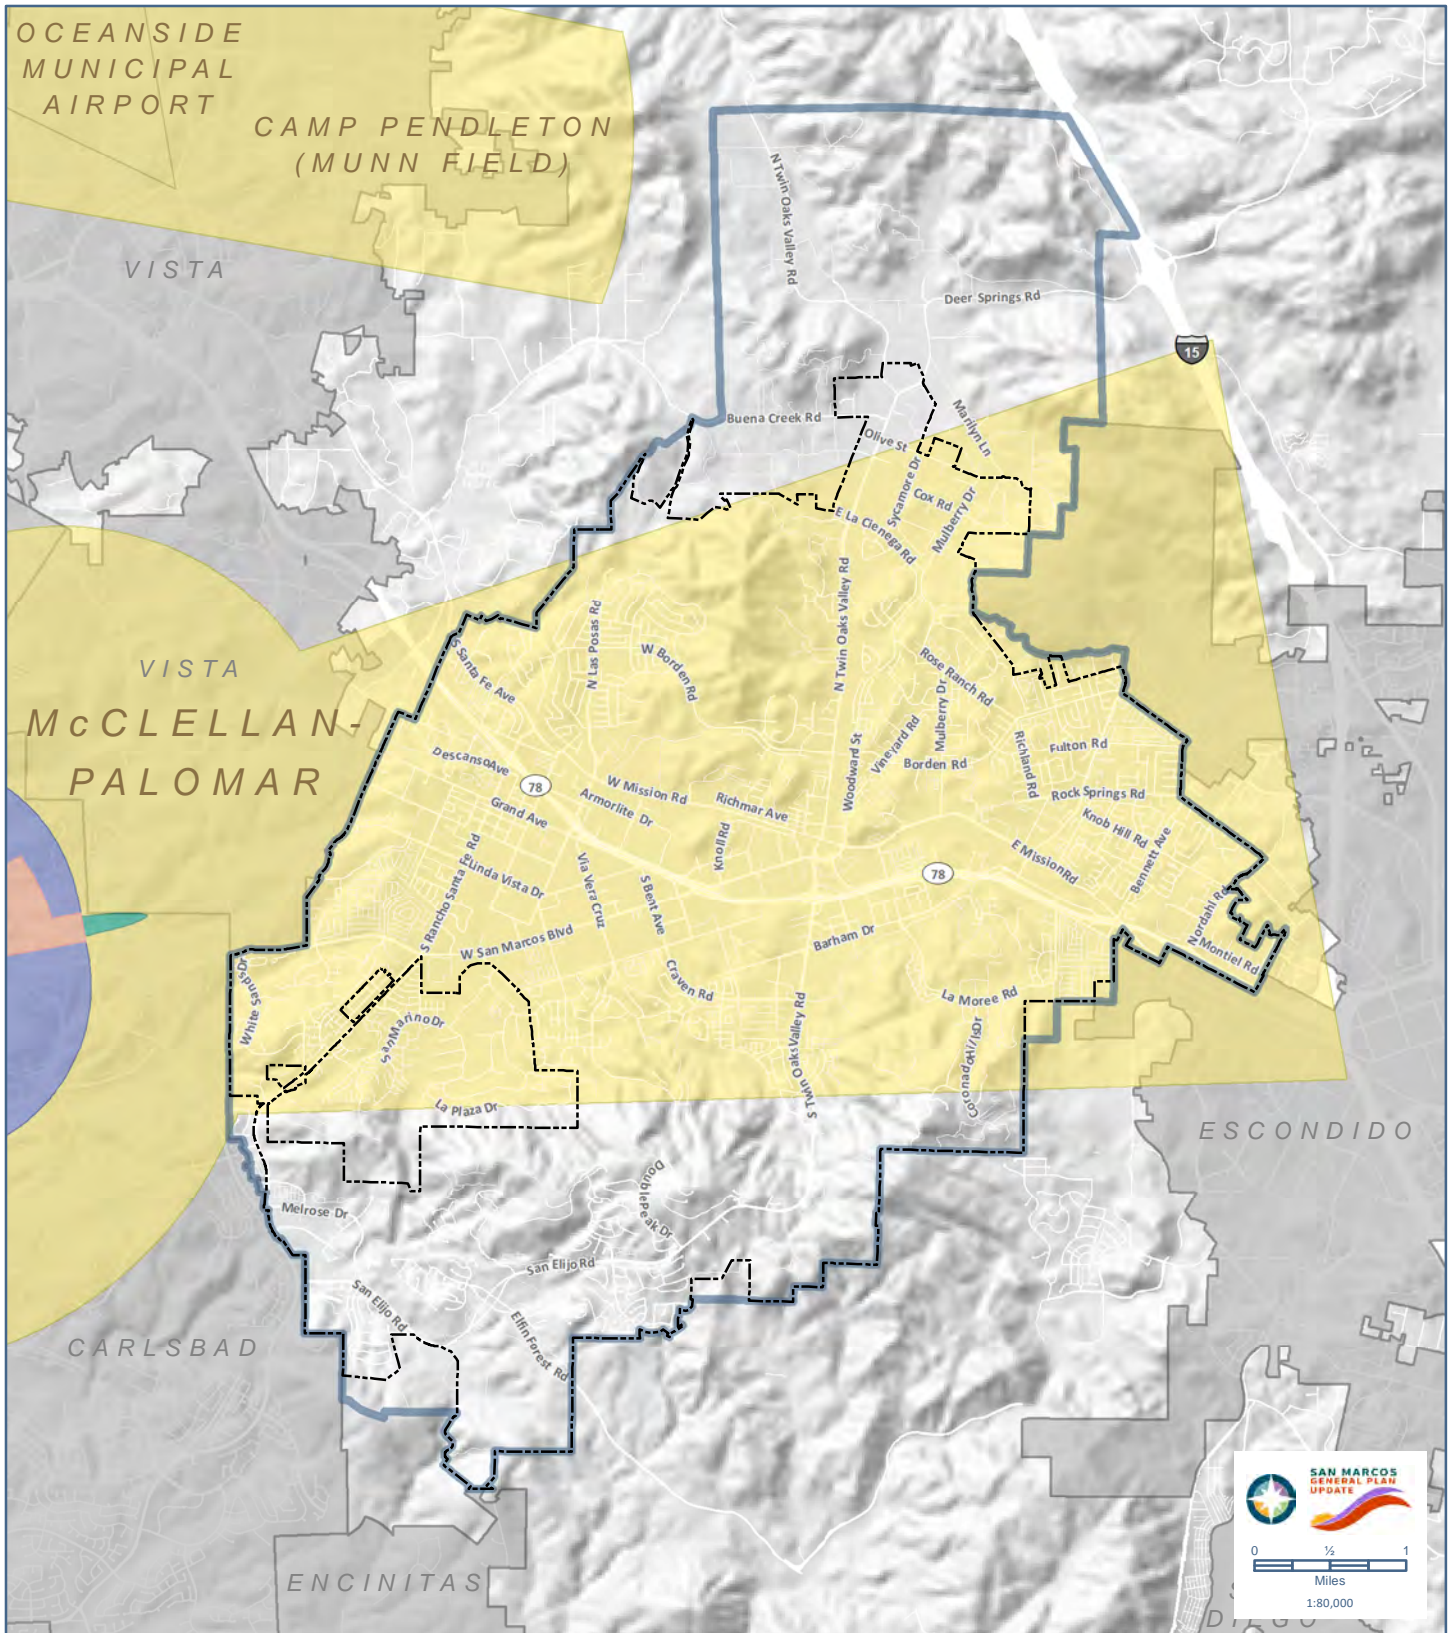 OCEANSIDE
MUNICIPAL
AIRPORT
CAMP PENDLETON
(MUNN FIELD)
N Twin Oaks Valley Rd
VISTA
Deer Springs Rd
15
Buena Creek Rd
Marilyn Ln
Olive St
Sycamore Dr
Cox Rd
Mulberry Dr
E La Cienega Rd
N Twin Oaks Valley Rd
N Las Posas Rd
W Borden Rd
S Santa Fe Ave
Rose Ranch Rd
VISTA
McCLELLAN-
PALOMAR
Mulberry Dr
Vineyard Rd
Borden Rd
Richland Rd
Fulton Rd
Descanso Ave
78
W Mission Rd
Armorlite Dr
Richmar Ave
Woodward St
Rock Springs Rd
Grand Ave
Knoll Rd
Knob Hill Rd
Bennett Ave
E Mission Rd
78
S Rancho Santa Fe Rd
E Linda Vista Dr
Via Vera Cruz
S Bent Ave
Nordahl Rd
Montiel Rd
W San Marcos Blvd
Barham Dr
White Sands Dr
Craven Rd
La Moree Rd
San Marino Dr
S Twin Oaks Valley Rd
Coronado Hills Dr
La Plaza Dr
ESCONDIDO
Double Peak Dr
Melrose Dr
San Elijo Rd
San Elijo Rd
Elfin Forest Rd
CARLSBAD
ENCINITAS
SAN MARCOS
GENERAL PLAN
UPDATE
0 ½ 1
Miles
1:80,000